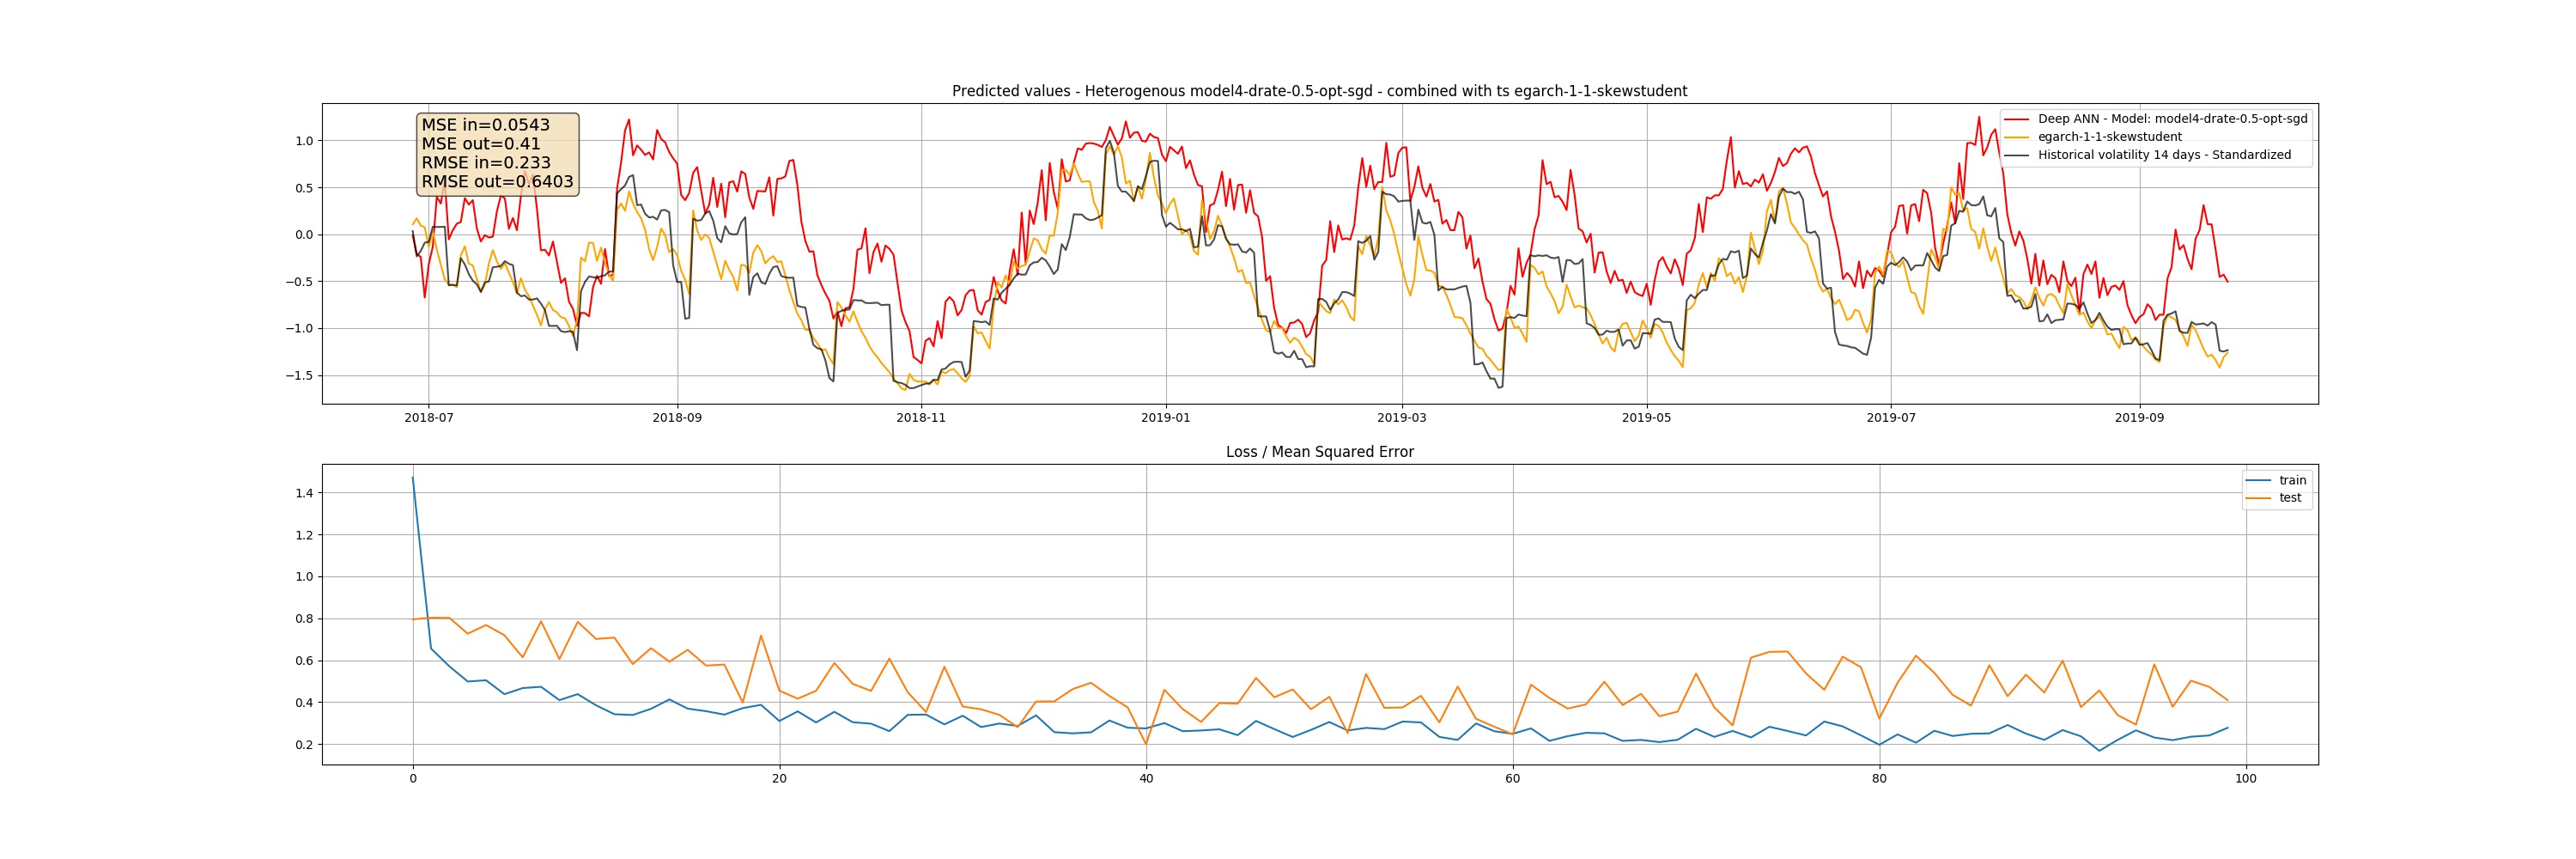 Predicted values - Heterogenous model4-drate-0.5-opt-sgd - combined with ts egarch-1-1-skewstudent
MSE in=0.0543
MSE out=0.41
RMSE in=0.233
RMSE out=0.6403
Deep ANN - Model: model4-drate-0.5-opt-sgd
egarch-1-1-skewstudent
Historical volatility 14 days - Standardized
1.0
0.5
0.0
−0.5
−1.0
−1.5
2018-07 2018-09 2018-11 2019-01 2019-03 2019-05 2019-07 2019-09
Loss / Mean Squared Error
train
test
1.4
1.2
1.0
0.8
0.6
0.4
0.2
0 20 40 60 80 100